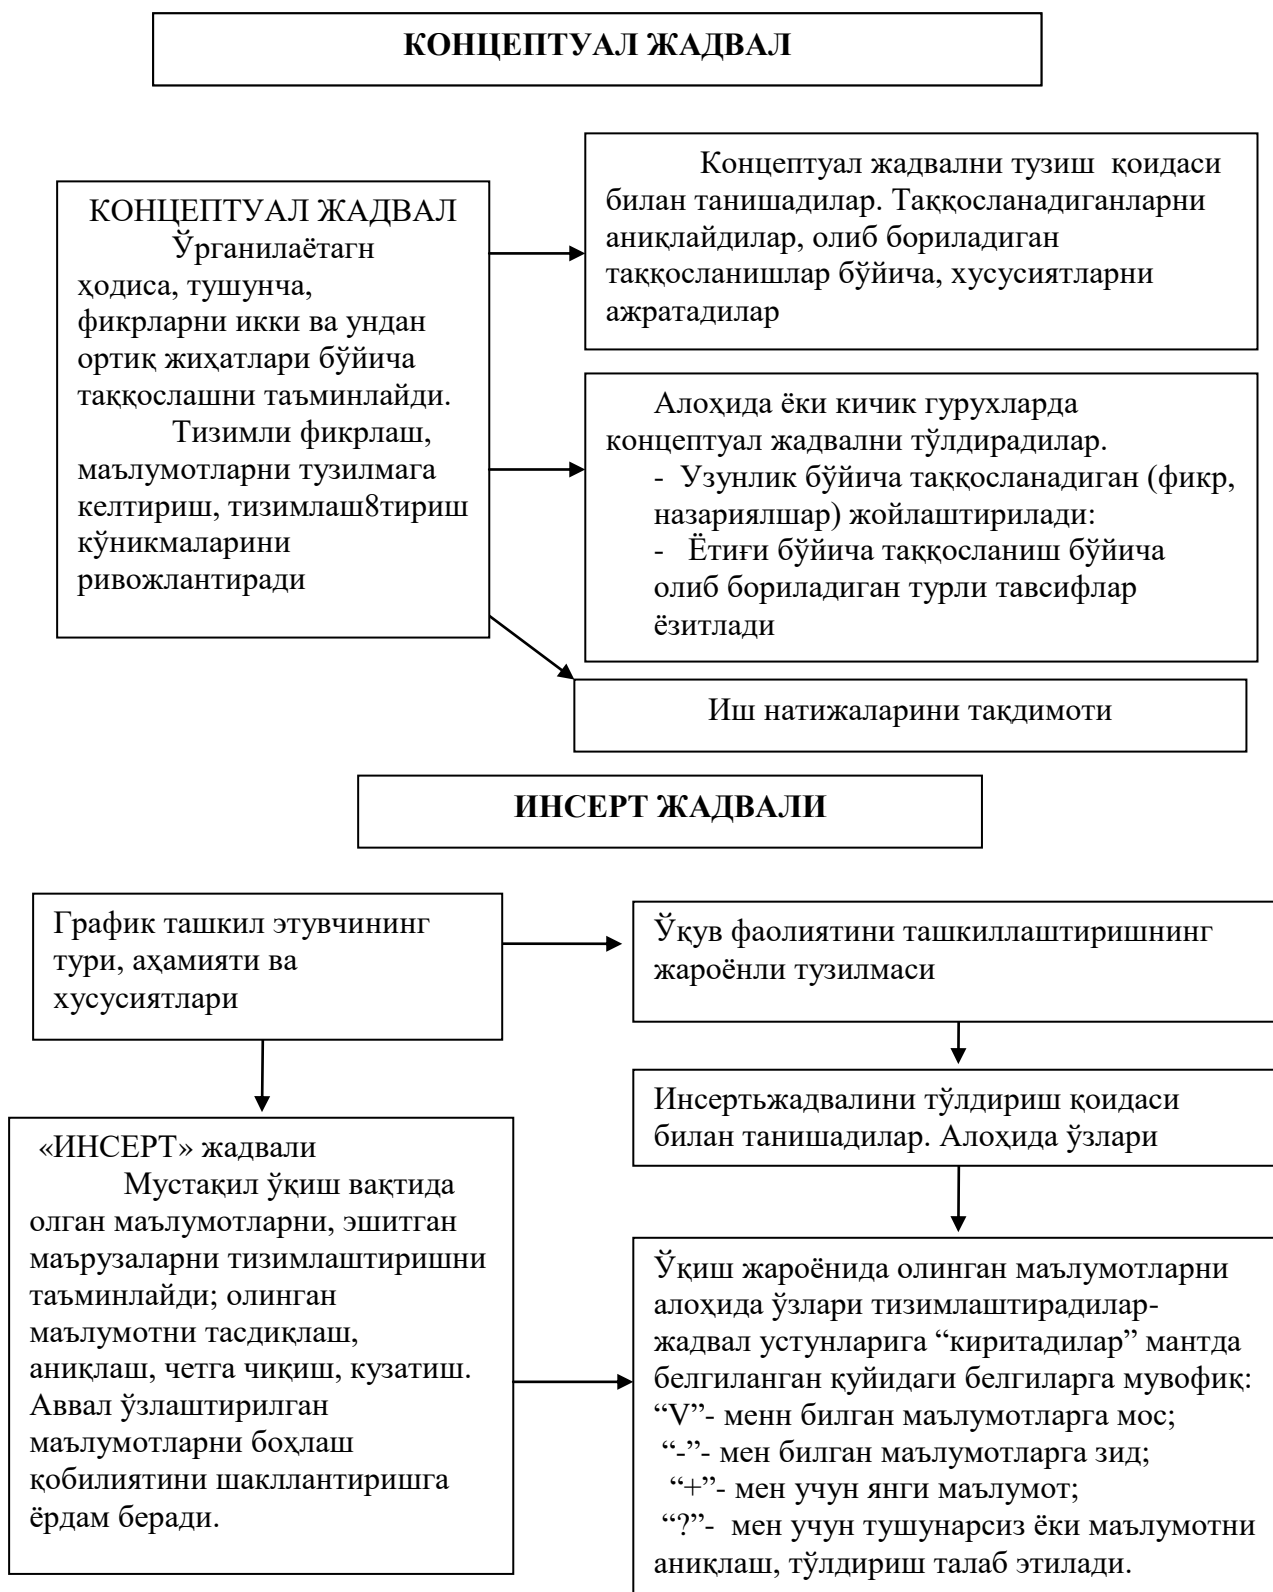 КОНЦЕПТУАЛ ЖАДВАЛ
КОНЦЕПТУАЛ ЖАДВАЛ
Ўрганилаётагн
ҳодиса, тушунча,
фикрларни икки ва ундан
ортиқ жиҳатлари бўйича
таққослашни таъминлайди.
Тизимли фикрлаш,
маълумотларни тузилмага
келтириш, тизимлаш8тириш
кўникмаларини
ривожлантиради
Концептуал жадвални тузиш қоидаси
билан танишадилар. Таққосланадиганларни
аниқлайдилар, олиб бориладиган
таққосланишлар бўйича, хусусиятларни
ажратадилар
Алоҳида ёки кичик гурухларда
концептуал жадвални тўлдирадилар.
- Узунлик бўйича таққосланадиган (фикр,
назариялшар) жойлаштирилади:
- Ётиғи бўйича таққосланиш бўйича
олиб бориладиган турли тавсифлар
ёзитлади
Иш натижаларини тақдимоти
ИНСЕРТ ЖАДВАЛИ
График ташкил этувчининг
тури, аҳамияти ва
хусусиятлари
Ўқув фаолиятини ташкиллаштиришнинг
жароёнли тузилмаси
«ИНСЕРТ» жадвали
Мустақил ўқиш вақтида
олган маълумотларни, эшитган
маърузаларни тизимлаштиришни
таъминлайди; олинган
маълумотни тасдиқлаш,
аниқлаш, четга чиқиш, кузатиш.
Аввал ўзлаштирилган
маълумотларни боҳлаш
қобилиятини шакллантиришга
ёрдам беради.
Инсертьжадвалини тўлдириш қоидаси
билан танишадилар. Алоҳида ўзлари
Ўқиш жароёнида олинган маълумотларни
алоҳида ўзлари тизимлаштирадилар-
жадвал устунларига “киритадилар” мантда
белгиланган қуйидаги белгиларга мувофиқ:
“V”- менн билган маълумотларга мос;
“-”- мен билган маълумотларга зид;
“+”- мен учун янги маълумот;
“?”- мен учун тушунарсиз ёки маълумотни
аниқлаш, тўлдириш талаб этилади.